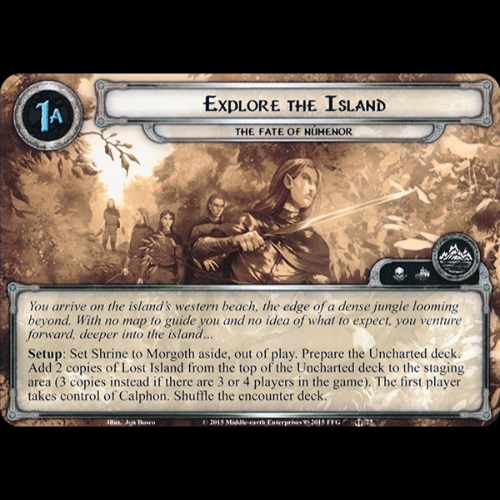 1A
EXPLORE THE ISLAND
THE FATE OF NÚMENOR
You arrive on the island's western beach, the edge of a dense jungle looming
beyond. With no map to guide you and no idea of what to expect, you venture
forward, deeper into the island…
Setup: Set Shrine to Morgoth aside, out of play. Prepare the Uncharted deck.
Add 2 copies of Lost Island from the top of the Uncharted deck to the staging
area (3 copies instead if there are 3 or 4 players in the game). The first player
takes control of Calphon. Shuffle the encounter deck.
Illus. Jon Bosco © 2015 Middle-earth Enterprises © 2015 FFG 25